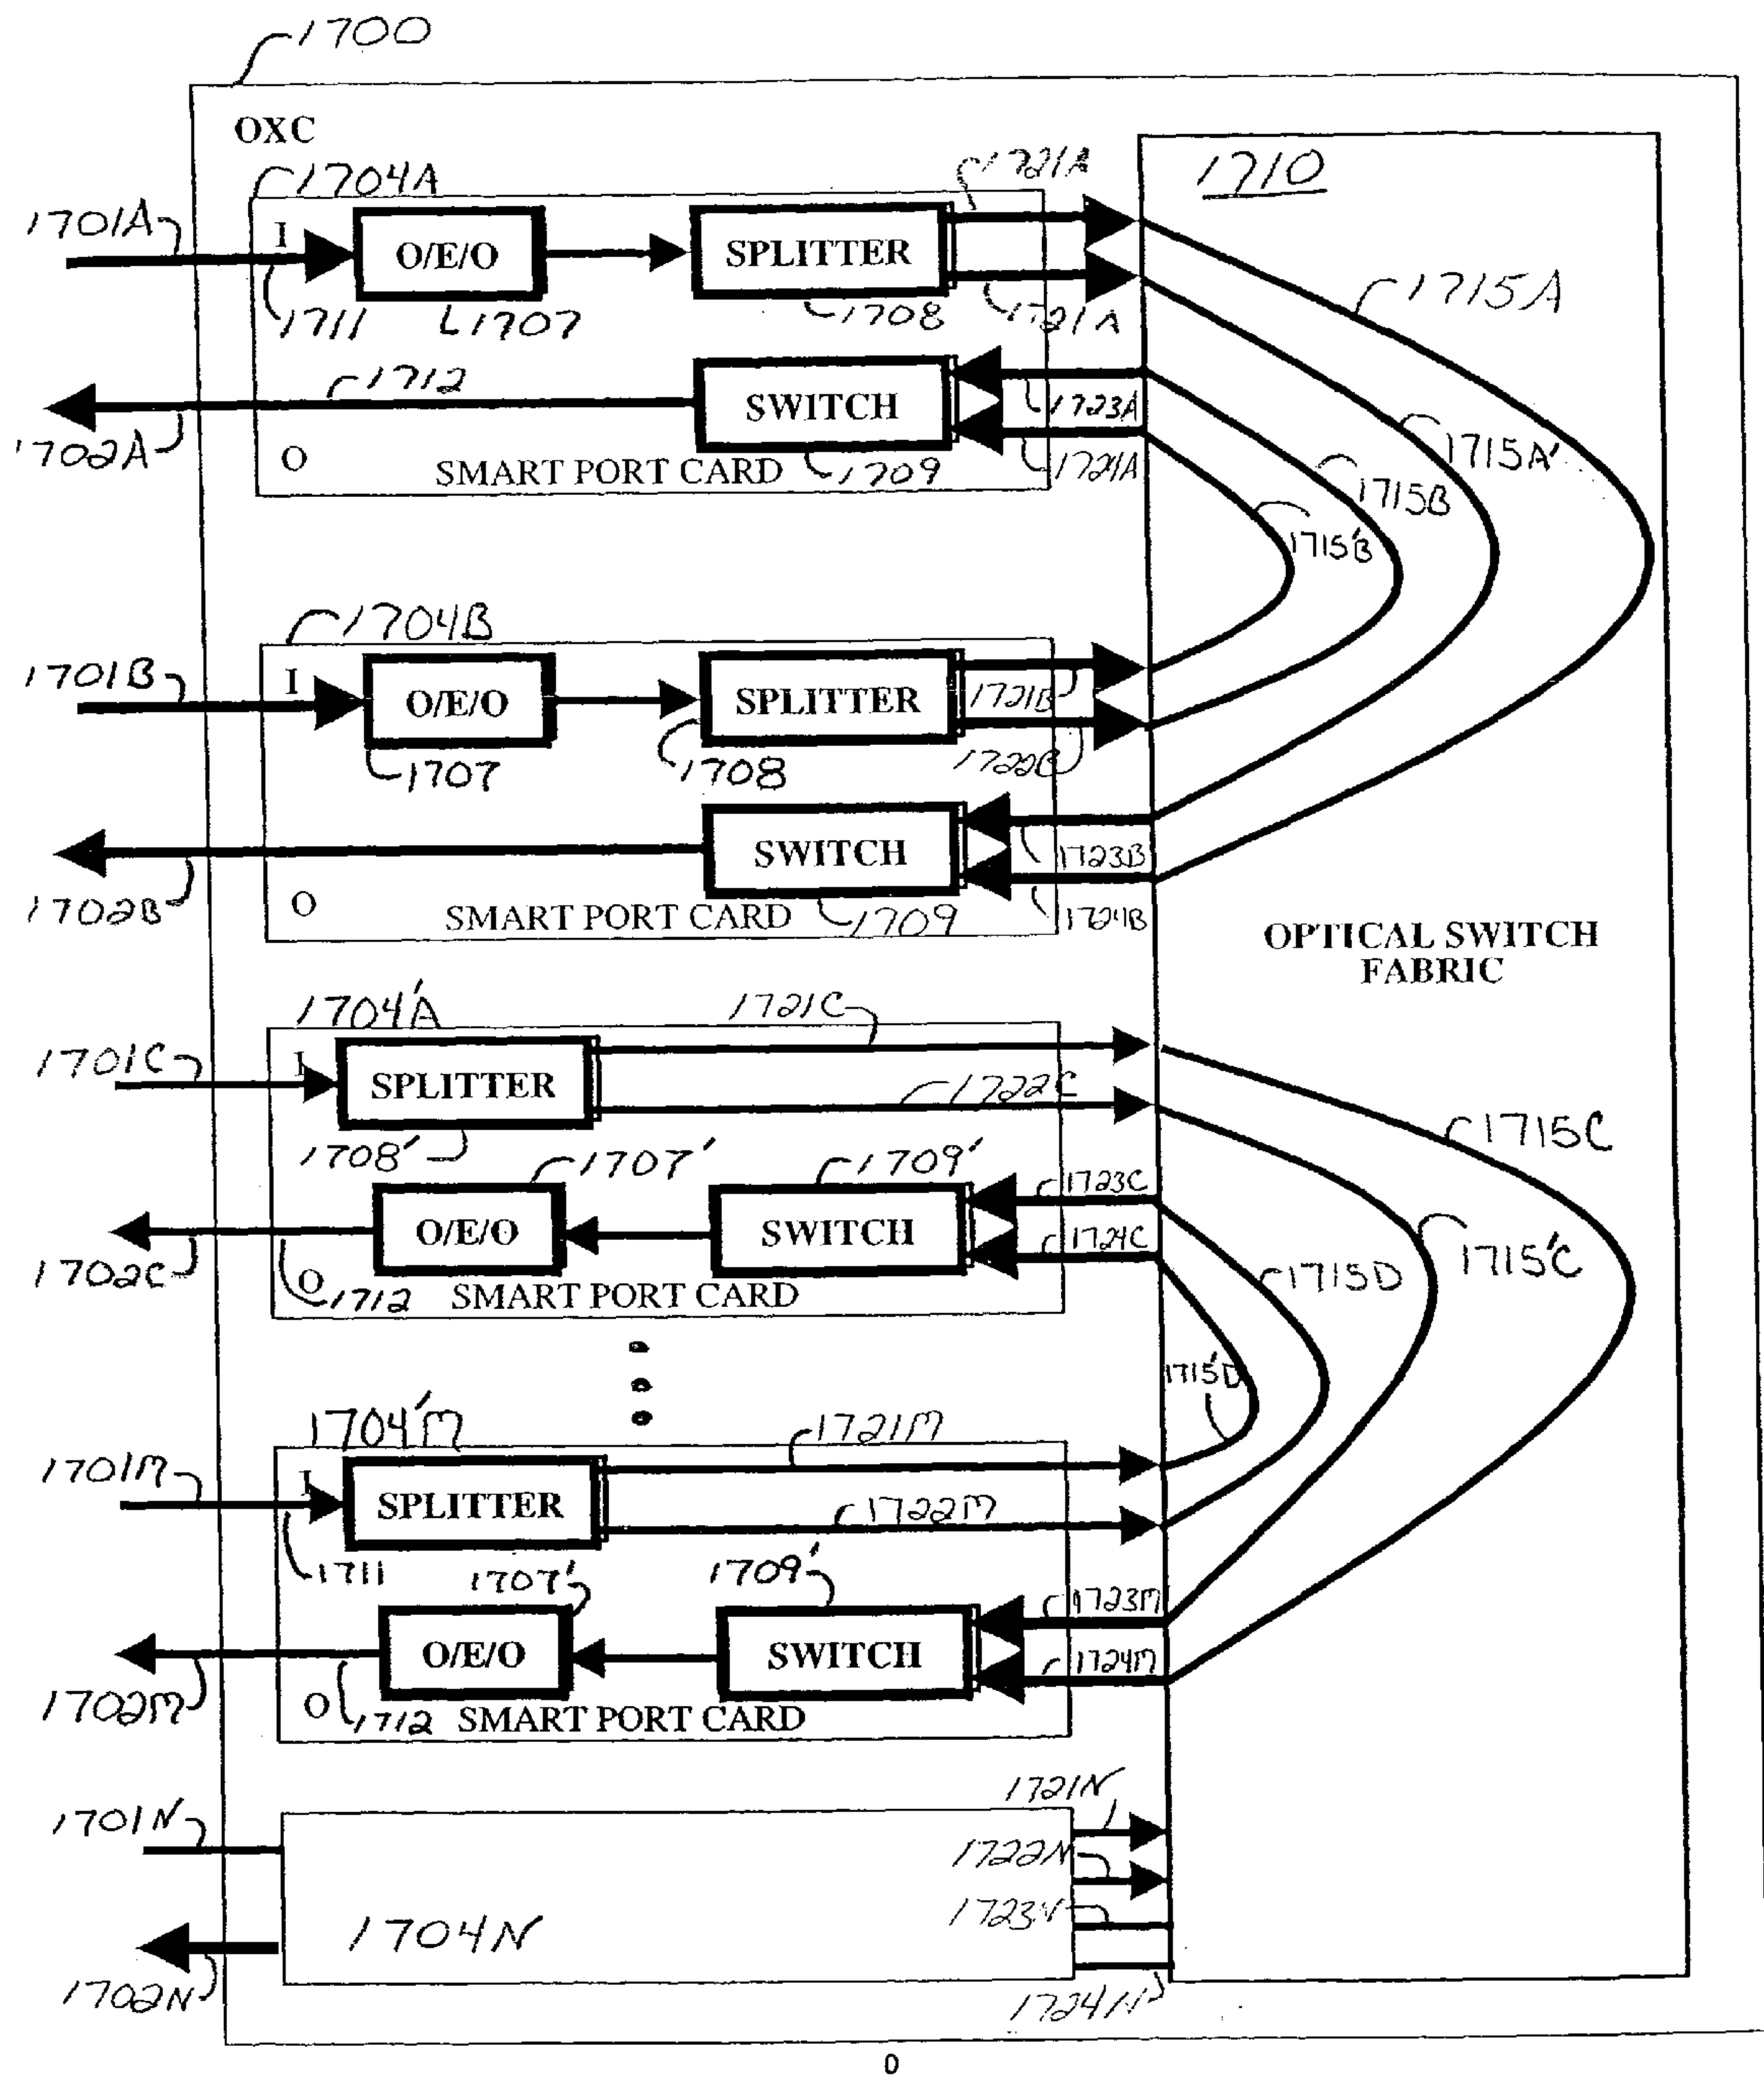 1700
OXC
1704A
1721A
1710
1701A
I
O/E/O
SPLITTER
1715A
1711
1707
1708
1721A
1712
SWITCH
1723A
1702A
O
SMART PORT CARD
1709
1721A
1715A'
1715B
1715'B
1704B
1701B
I
O/E/O
SPLITTER
1721B
1707
1708
1722B
SWITCH
1723B
1702B
O
SMART PORT CARD
1709
1724B
OPTICAL SWITCH
FABRIC
1704'A
1721C
1701C
I
SPLITTER
1722C
1715C
1708'
1707'
1709'
1723C
O/E/O
SWITCH
1724C
1702C
O
1712
SMART PORT CARD
1715D
1715'C
1715'D
1704'M
1721M
1701M
I
SPLITTER
1722M
1711
1707'
1709'
1723M
O/E/O
SWITCH
1724M
1702M
O
1712
SMART PORT CARD
1721N
1701N
1722N
1723N
1704N
1702N
1724N
0